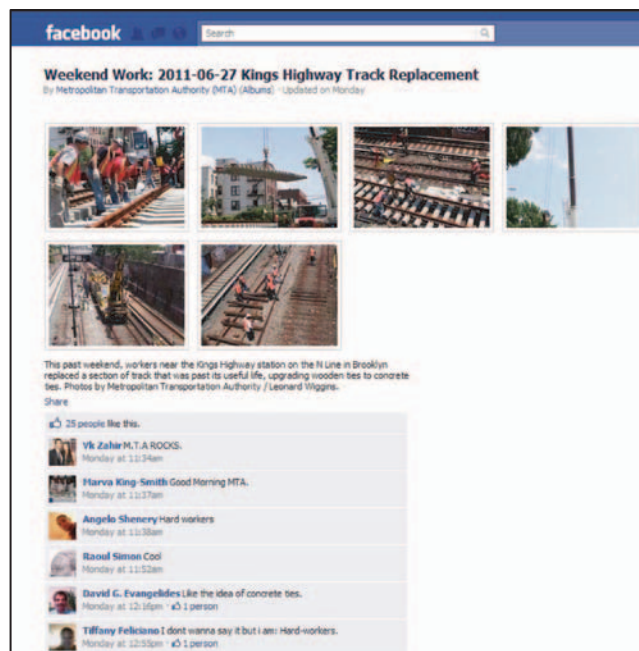 facebook
Search
Weekend Work: 2011-06-27 Kings Highway Track Replacement
By Metropolitan Transportation Authority (MTA) (Albums) · Updated on Monday
This past weekend, workers near the Kings Highway station on the N Line in Brooklyn
replaced a section of track that was past its useful life, upgrading wooden ties to concrete
ties. Photos by Metropolitan Transportation Authority / Leonard Wiggins.
Share
25 people like this.
Vk Zahir M.T.A ROCKS.
Monday at 11:34am
Marva King-Smith Good Morning MTA.
Monday at 11:37am
Angelo Shenery Hard workers
Monday at 11:38am
Raoul Simon Cool
Monday at 11:52am
David G. Evangelides Like the idea of concrete ties.
Monday at 12:16pm · 1 person
Tiffany Feliciano I dont wanna say it but i am: Hard-workers.
Monday at 12:55pm · 1 person